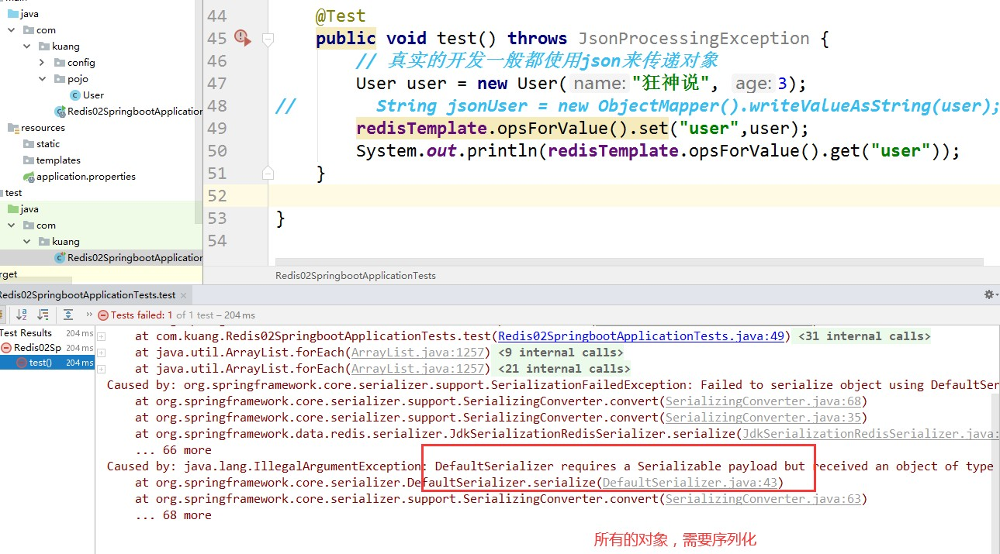 java
com
kuang
config
pojo
User
Redis02SpringbootApplication
resources
static
templates
application.properties
test
java
com
kuang
Redis02SpringbootApplication
44 @Test
45 public void test() throws JsonProcessingException {
46 // 真实的开发一般都使用json来传递对象
47 User user = new User( name: "狂神说", age: 3);
48 // String jsonUser = new ObjectMapper().writeValueAsString(user);
49 redisTemplate.opsForValue().set("user",user);
50 System.out.println(redisTemplate.opsForValue().get("user"));
51 }
52
53 }
54
Redis02SpringbootApplicationTests
Redis02SpringbootApplicationTests.test ×
Tests failed: 1 of 1 test – 204 ms
Test Results 204 ms
Redis02Sp 204 ms
test() 204 ms
at com.kuang.Redis02SpringbootApplicationTests.test(Redis02SpringbootApplicationTests.java:49) <31 internal calls>
at java.util.ArrayList.forEach(ArrayList.java:1257) <9 internal calls>
at java.util.ArrayList.forEach(ArrayList.java:1257) <21 internal calls>
Caused by: org.springframework.core.serializer.support.SerializationFailedException: Failed to serialize object using DefaultSer
at org.springframework.core.serializer.support.SerializingConverter.convert(SerializingConverter.java:68)
at org.springframework.core.serializer.support.SerializingConverter.convert(SerializingConverter.java:35)
at org.springframework.data.redis.serializer.JdkSerializationRedisSerializer.serialize(JdkSerializationRedisSerializer.java:
... 66 more
Caused by: java.lang.IllegalArgumentException: DefaultSerializer requires a Serializable payload but received an object of type
at org.springframework.core.serializer.DefaultSerializer.serialize(DefaultSerializer.java:43)
at org.springframework.core.serializer.support.SerializingConverter.convert(SerializingConverter.java:63)
... 68 more
所有的对象，需要序列化